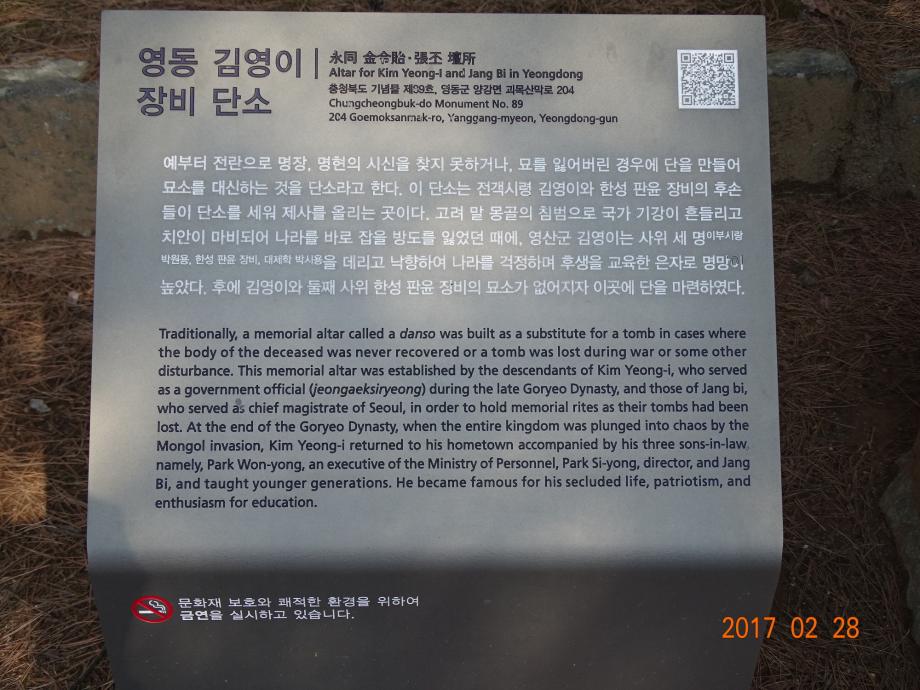 영동 김영이
장비 단소
永同 金令貽·張丕 壇所
Altar for Kim Yeong-I and Jang Bi in Yeongdong
충청북도 기념물 제89호, 영동군 양강면 괴목산막로 204
Chungcheongbuk-do Monument No. 89
204 Goemoksanmak-ro, Yanggang-myeon, Yeongdong-gun
예부터 전란으로 명장, 명현의 시신을 찾지 못하거나, 묘를 잃어버린 경우에 단을 만들어
묘소를 대신하는 것을 단소라고 한다. 이 단소는 전객시령 김영이와 한성 판윤 장비의 후손
들이 단소를 세워 제사를 올리는 곳이다. 고려 말 몽골의 침범으로 국가 기강이 흔들리고
치안이 마비되어 나라를 바로 잡을 방도를 잃었던 때에, 영산군 김영이는 사위 세 명이부시랑
박원용, 한성 판윤 장비, 대제학 박시용을 데리고 낙향하여 나라를 걱정하며 후생을 교육한 은자로 명망이
높았다. 후에 김영이와 둘째 사위 한성 판윤 장비의 묘소가 없어지자 이곳에 단을 마련하였다.
Traditionally, a memorial altar called a danso was built as a substitute for a tomb in cases where
the body of the deceased was never recovered or a tomb was lost during war or some other
disturbance. This memorial altar was established by the descendants of Kim Yeong-i, who served
as a government official (jeongaeksiryeong) during the late Goryeo Dynasty, and those of Jang bi,
who served as chief magistrate of Seoul, in order to hold memorial rites as their tombs had been
lost. At the end of the Goryeo Dynasty, when the entire kingdom was plunged into chaos by the
Mongol invasion, Kim Yeong-i returned to his hometown accompanied by his three sons-in-law,
namely, Park Won-yong, an executive of the Ministry of Personnel, Park Si-yong, director, and Jang
Bi, and taught younger generations. He became famous for his secluded life, patriotism, and
enthusiasm for education.
문화재 보호와 쾌적한 환경을 위하여
금연을 실시하고 있습니다.
2017 02 28